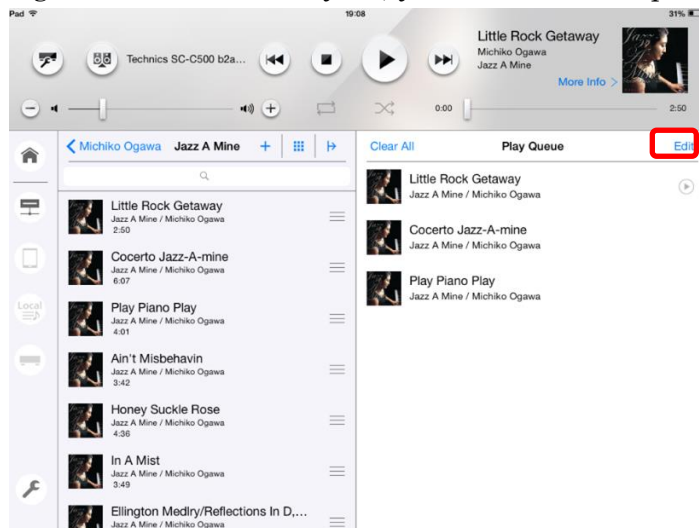 Pad
19:08
31%
Technics SC-C500 b2a...
Little Rock Getaway
Michiko Ogawa
Jazz A Mine
More Info >
0:00
2:50
Michiko Ogawa
Jazz A Mine
Clear All
Play Queue
Edit
Local
Little Rock Getaway
Jazz A Mine / Michiko Ogawa
2:50
Cocerto Jazz-A-mine
Jazz A Mine / Michiko Ogawa
6:07
Play Piano Play
Jazz A Mine / Michiko Ogawa
4:01
Ain't Misbehavin
Jazz A Mine / Michiko Ogawa
3:42
Honey Suckle Rose
Jazz A Mine / Michiko Ogawa
4:36
In A Mist
Jazz A Mine / Michiko Ogawa
3:49
Ellington Medlry/Reflections In D,...
Jazz A Mine / Michiko Ogawa
Little Rock Getaway
Jazz A Mine / Michiko Ogawa
Cocerto Jazz-A-mine
Jazz A Mine / Michiko Ogawa
Play Piano Play
Jazz A Mine / Michiko Ogawa